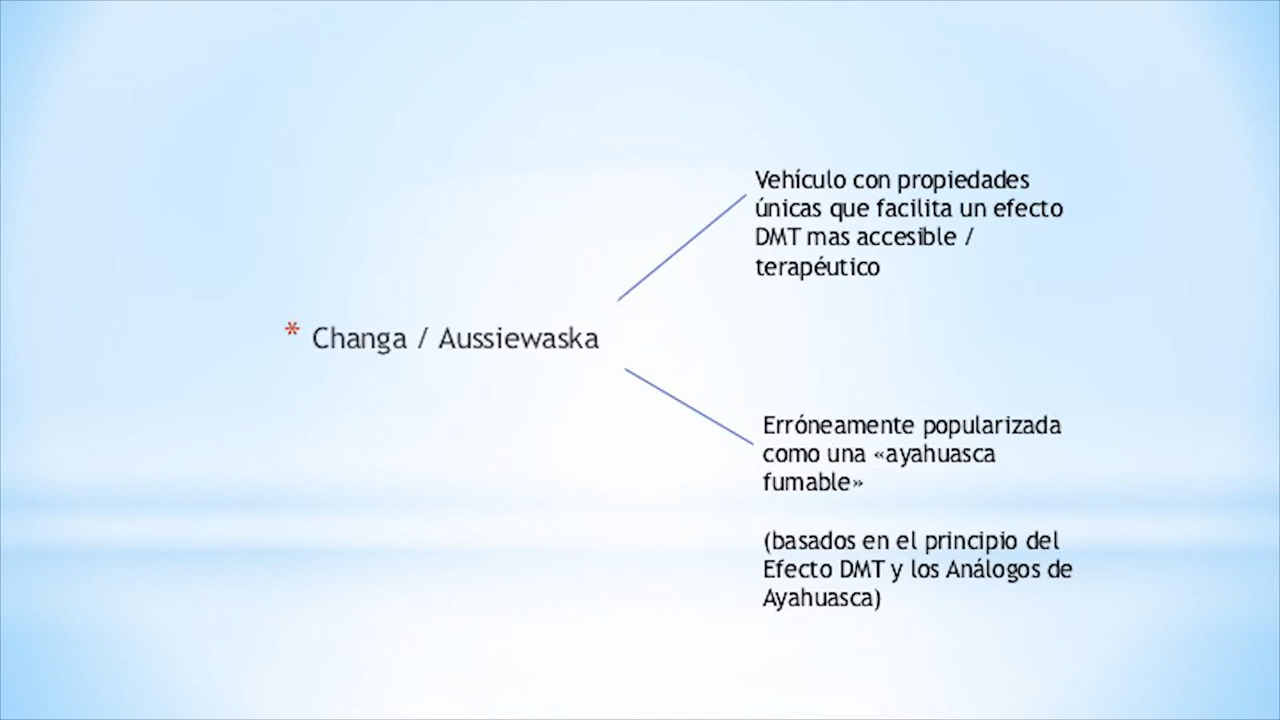 * Changa / Aussiewaska
Vehículo con propiedades
únicas que facilita un efecto
DMT mas accesible /
terapéutico
Erróneamente popularizada
como una «ayahuasca
fumable»
(basados en el principio del
Efecto DMT y los Análogos de
Ayahuasca)